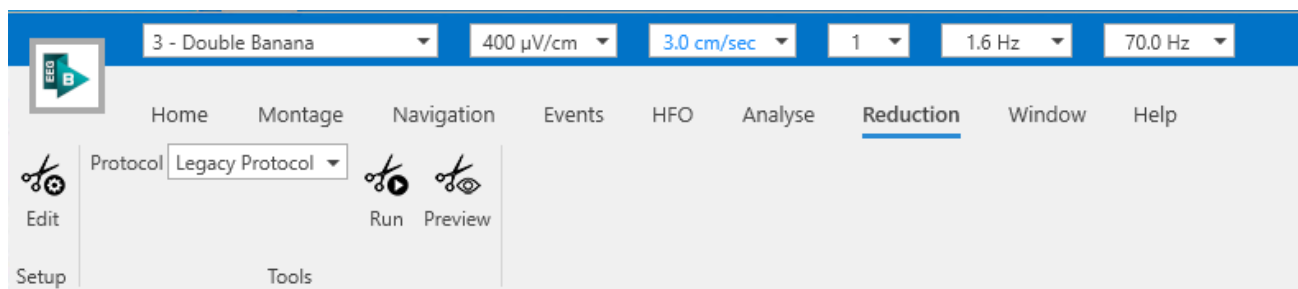 3 - Double Banana 400 µV/cm 3.0 cm/sec 1 1.6 Hz 70.0 Hz
EEG B
Home Montage Navigation Events HFO Analyse Reduction Window Help
Protocol Legacy Protocol
Edit Run Preview
Setup Tools